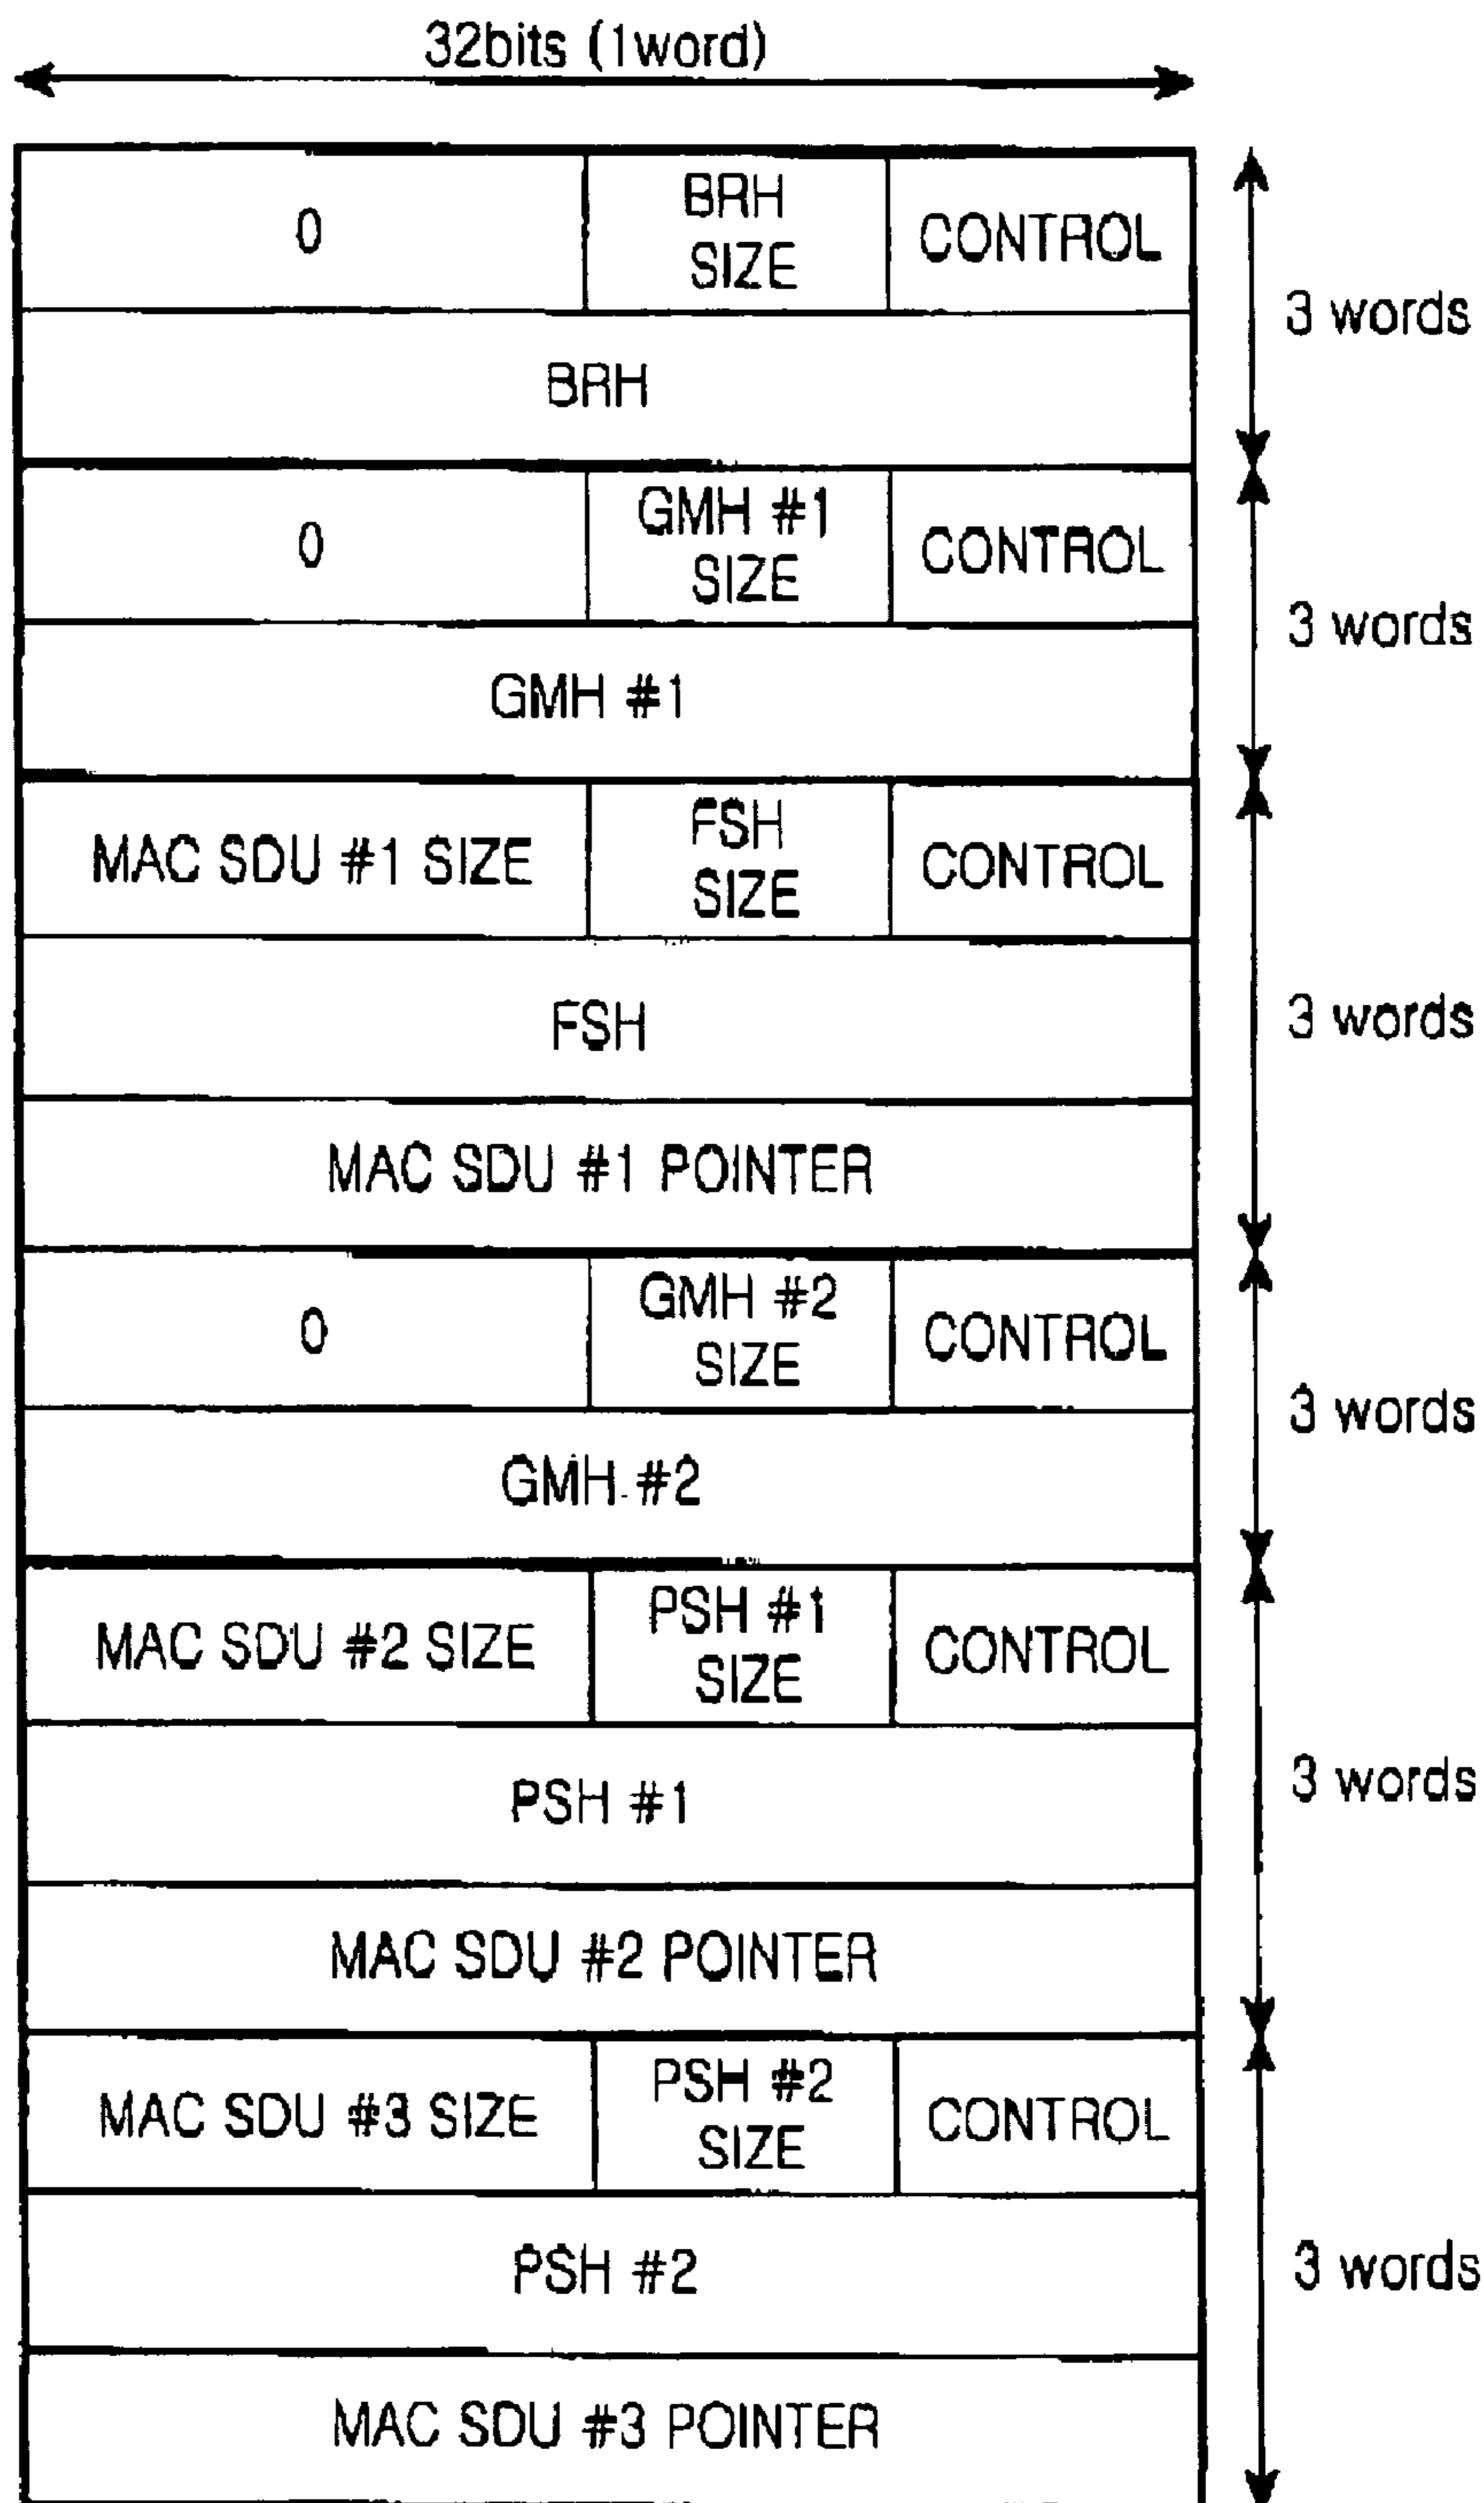 32bits (1word)
0
BRH
SIZE
CONTROL
BRH
3 words
0
GMH #1
SIZE
CONTROL
GMH #1
3 words
MAC SDU #1 SIZE
FSH
SIZE
CONTROL
FSH
MAC SDU #1 POINTER
3 words
0
GMH #2
SIZE
CONTROL
GMH #2
3 words
MAC SDU #2 SIZE
PSH #1
SIZE
CONTROL
PSH #1
MAC SDU #2 POINTER
3 words
MAC SDU #3 SIZE
PSH #2
SIZE
CONTROL
PSH #2
MAC SDU #3 POINTER
3 words